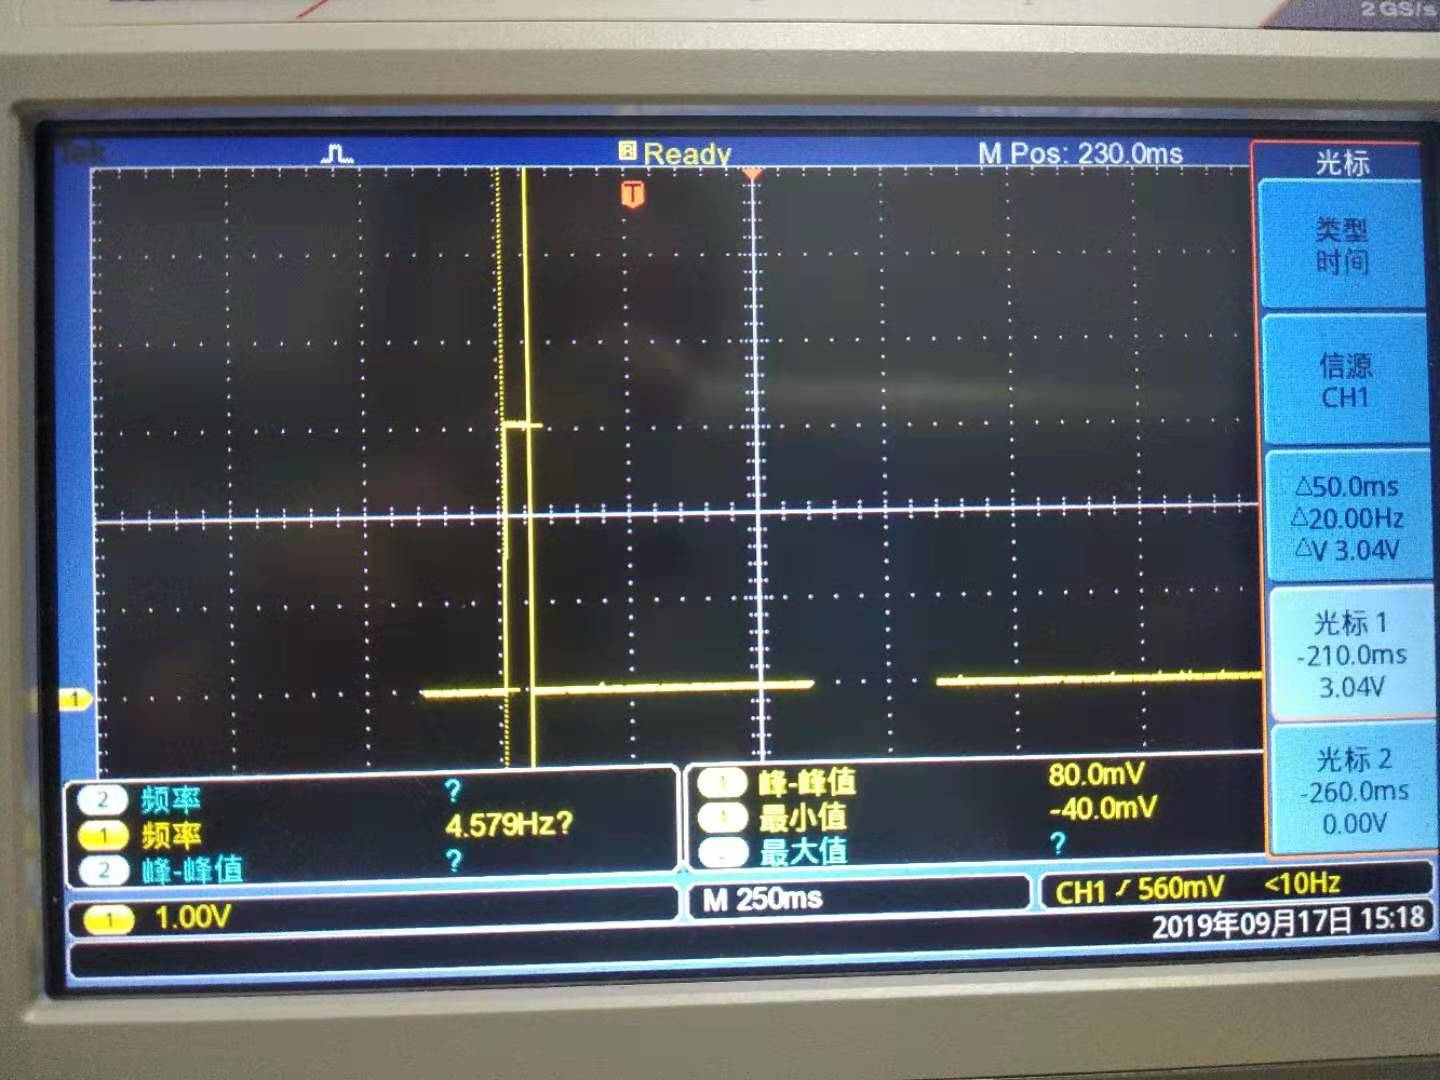 2 GS/s
Tek
R Ready
M Pos: 230.0ms
光标
T
类型
时间
信源
CH1
△50.0ms
△20.00Hz
△V 3.04V
光标 1
-210.0ms
3.04V
光标 2
-260.0ms
0.00V
1
2 频率 ?
1 频率 4.579Hz?
2 峰-峰值 ?
1 峰-峰值 80.0mV
1 最小值 -40.0mV
最大值 ?
1 1.00V
M 250ms
CH1 560mV <10Hz
2019年09月17日 15:18